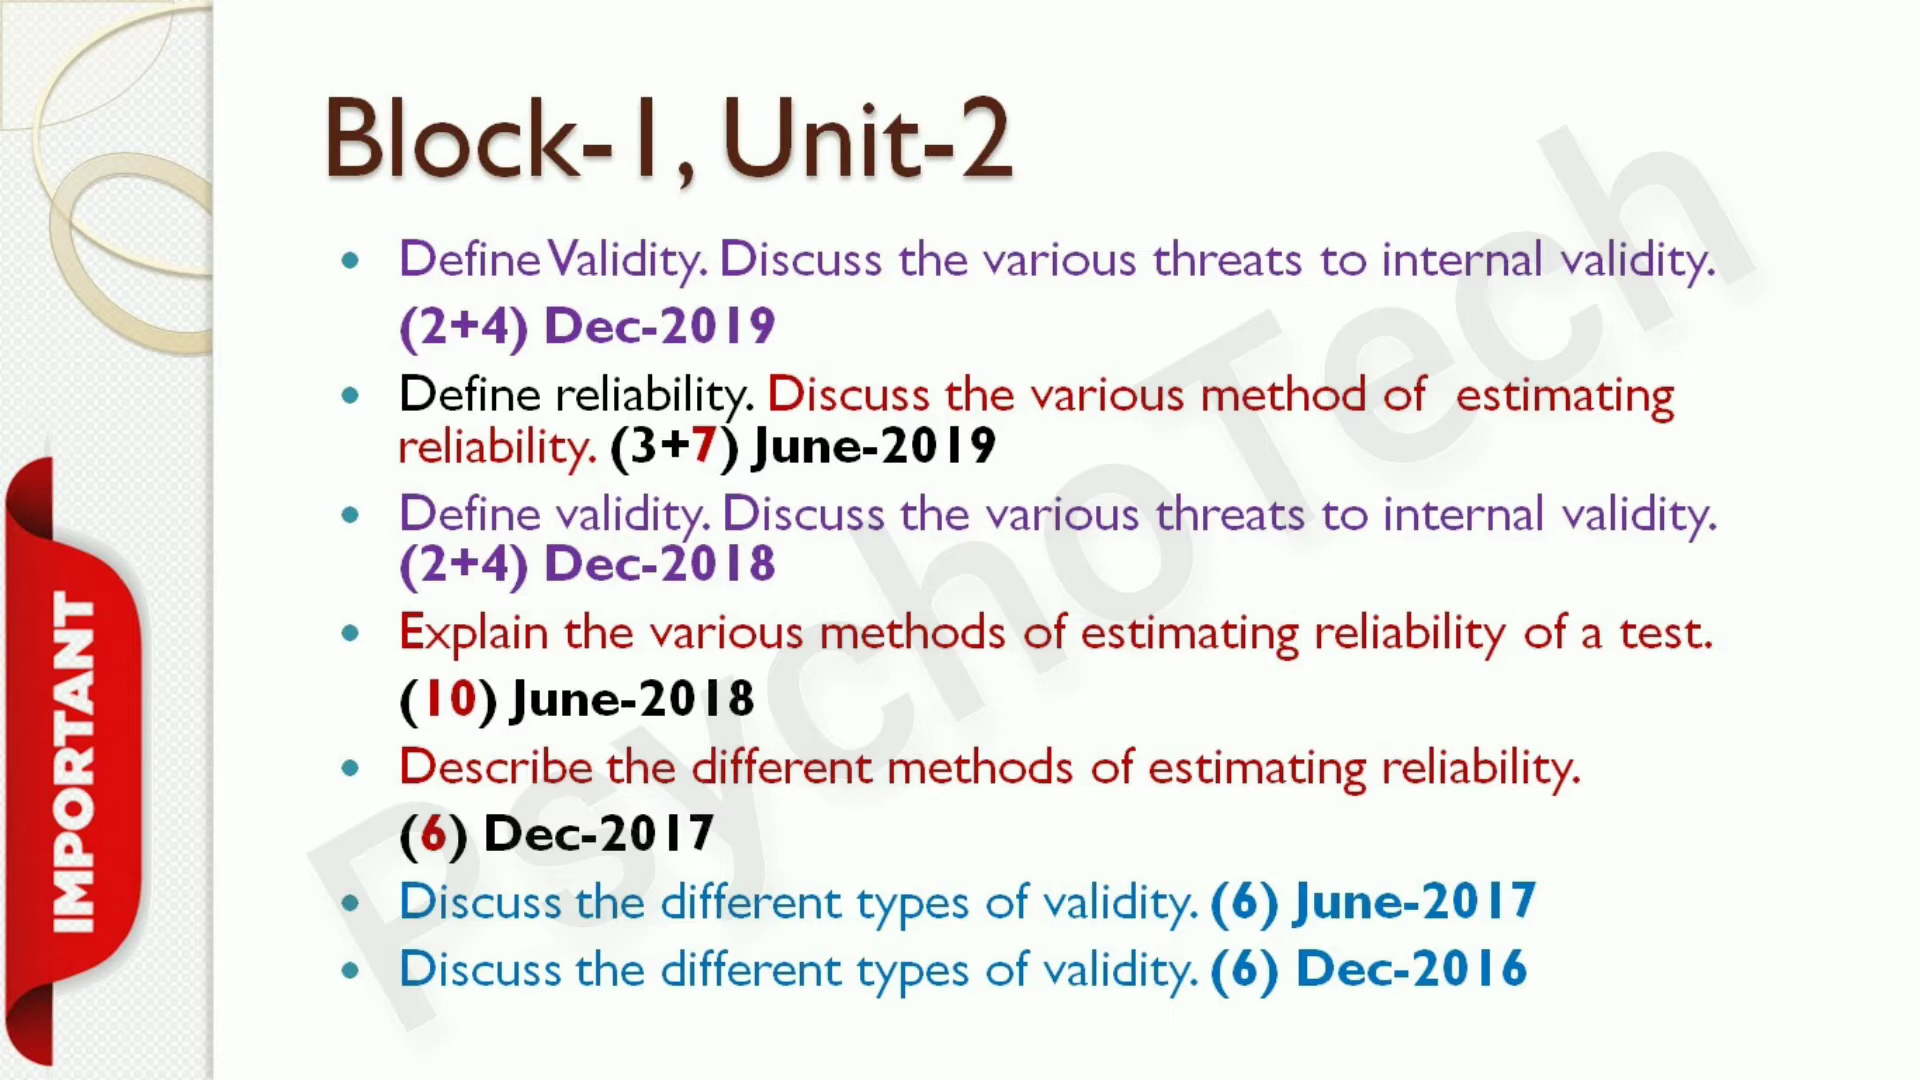 Block-1, Unit-2
• Define Validity. Discuss the various threats to internal validity.
(2+4) Dec-2019
• Define reliability. Discuss the various method of estimating
reliability. (3+7) June-2019
• Define validity. Discuss the various threats to internal validity.
(2+4) Dec-2018
• Explain the various methods of estimating reliability of a test.
(10) June-2018
• Describe the different methods of estimating reliability.
(6) Dec-2017
• Discuss the different types of validity. (6) June-2017
• Discuss the different types of validity. (6) Dec-2016
IMPORTANT
PsychoTech